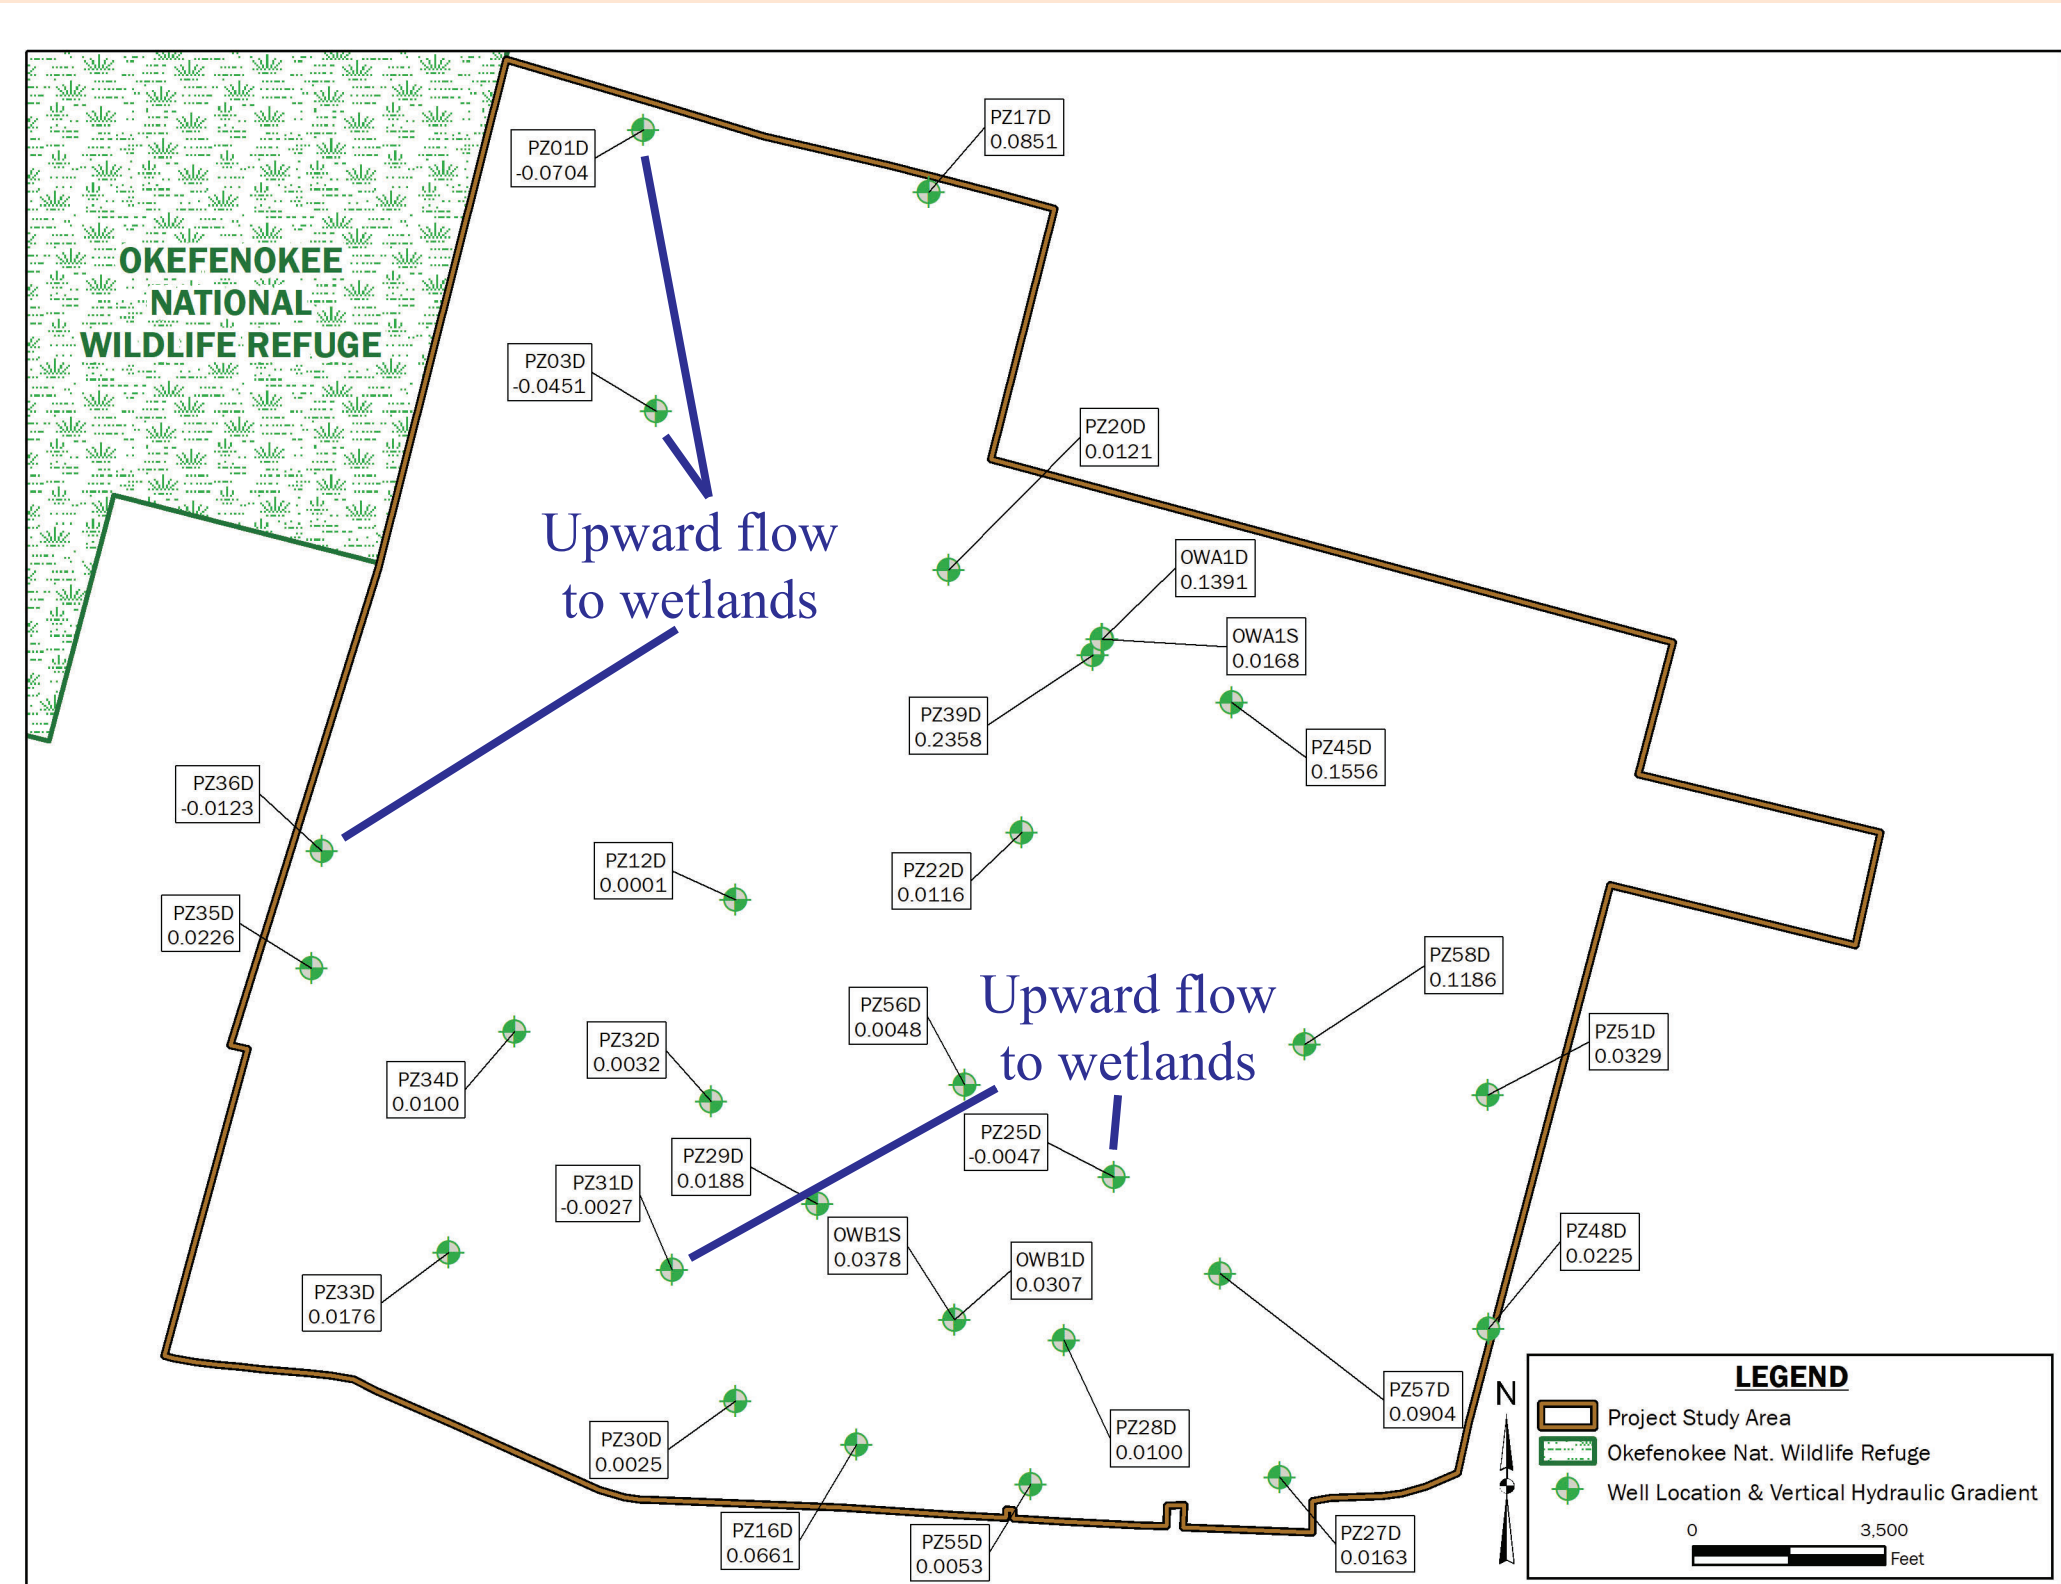 PZ17D
0.0851
PZ01D
-0.0704
OKEFENOKEE
NATIONAL
WILDLIFE REFUGE
PZ03D
-0.0451
PZ20D
0.0121
Upward flow
to wetlands
OWA1D
0.1391
OWA1S
0.0168
PZ39D
0.2358
PZ45D
0.1556
PZ36D
-0.0123
PZ12D
0.0001
PZ22D
0.0116
PZ35D
0.0226
PZ58D
0.1186
Upward flow
to wetlands
PZ56D
0.0048
PZ51D
0.0329
PZ32D
0.0032
PZ34D
0.0100
PZ25D
-0.0047
PZ29D
0.0188
PZ31D
-0.0027
OWB1S
0.0378
OWB1D
0.0307
PZ48D
0.0225
PZ33D
0.0176
PZ57D
0.0904
PZ28D
0.0100
PZ30D
0.0025
PZ16D
0.0661
PZ55D
0.0053
PZ27D
0.0163
N
LEGEND
Project Study Area
Okefenokee Nat. Wildlife Refuge
Well Location & Vertical Hydraulic Gradient
0 3,500
Feet